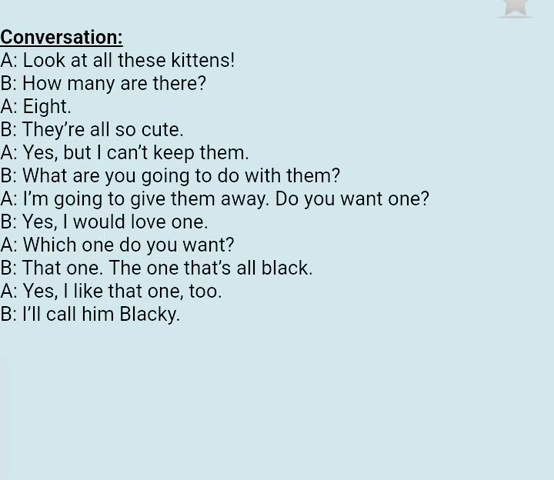 Conversation:
A: Look at all these kittens!
B: How many are there?
A: Eight.
B: They’re all so cute.
A: Yes, but I can’t keep them.
B: What are you going to do with them?
A: I’m going to give them away. Do you want one?
B: Yes, I would love one.
A: Which one do you want?
B: That one. The one that’s all black.
A: Yes, I like that one, too.
B: I’ll call him Blacky.